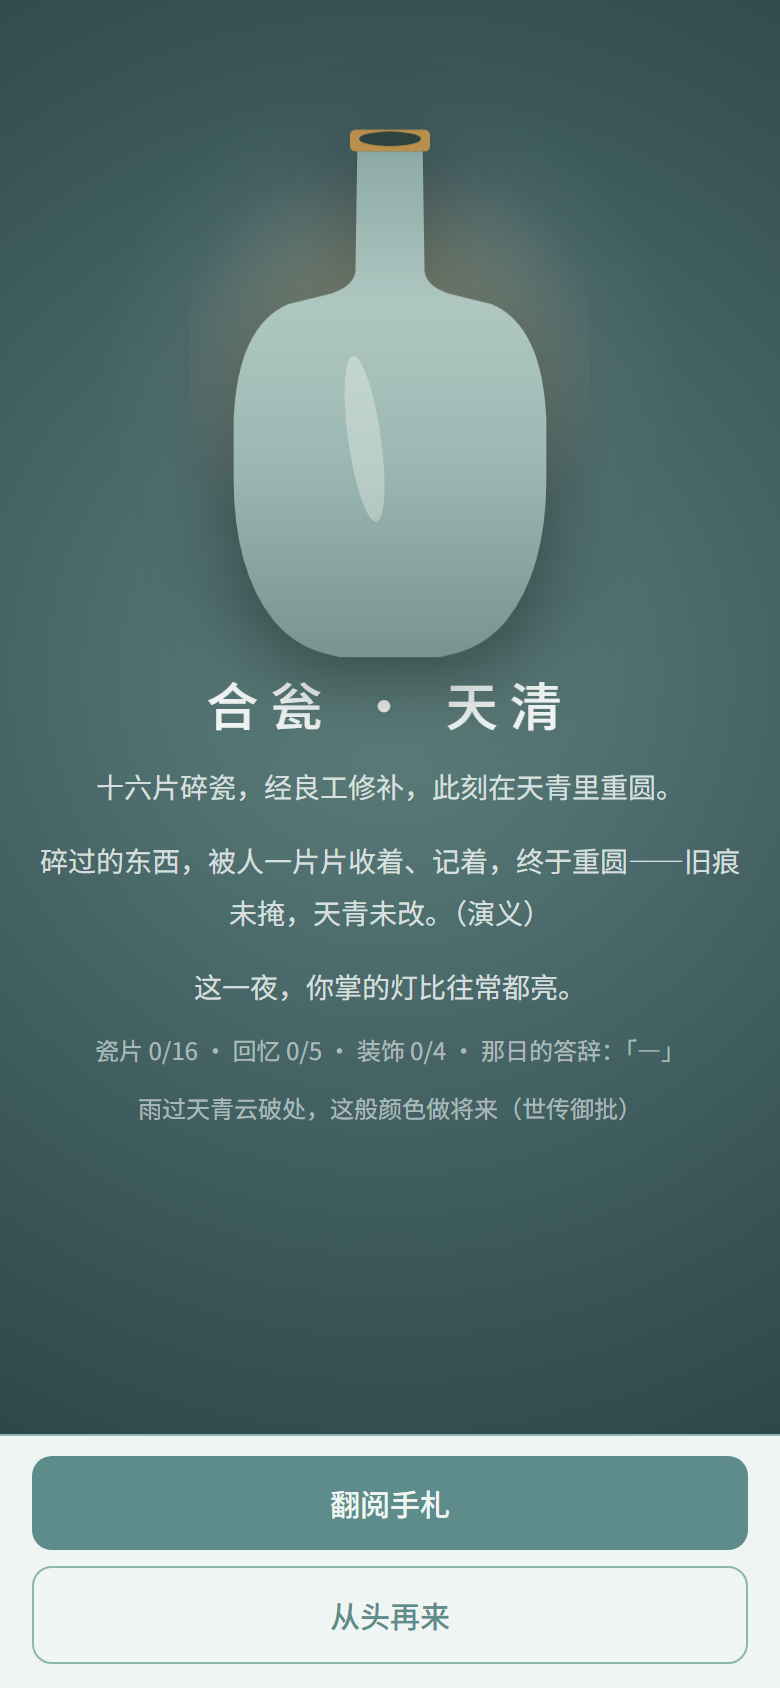 合瓮 · 天清
十六片碎瓷，经良工修补，此刻在天青里重圆。
碎过的东西，被人一片片收着、记着，终于重圆——旧痕
未掩，天青未改。（演义）
这一夜，你掌的灯比往常都亮。
瓷片 0/16 · 回忆 0/5 · 装饰 0/4 · 那日的答辞：「—」
雨过天青云破处，这般颜色做将来（世传御批）
翻阅手札
从头再来